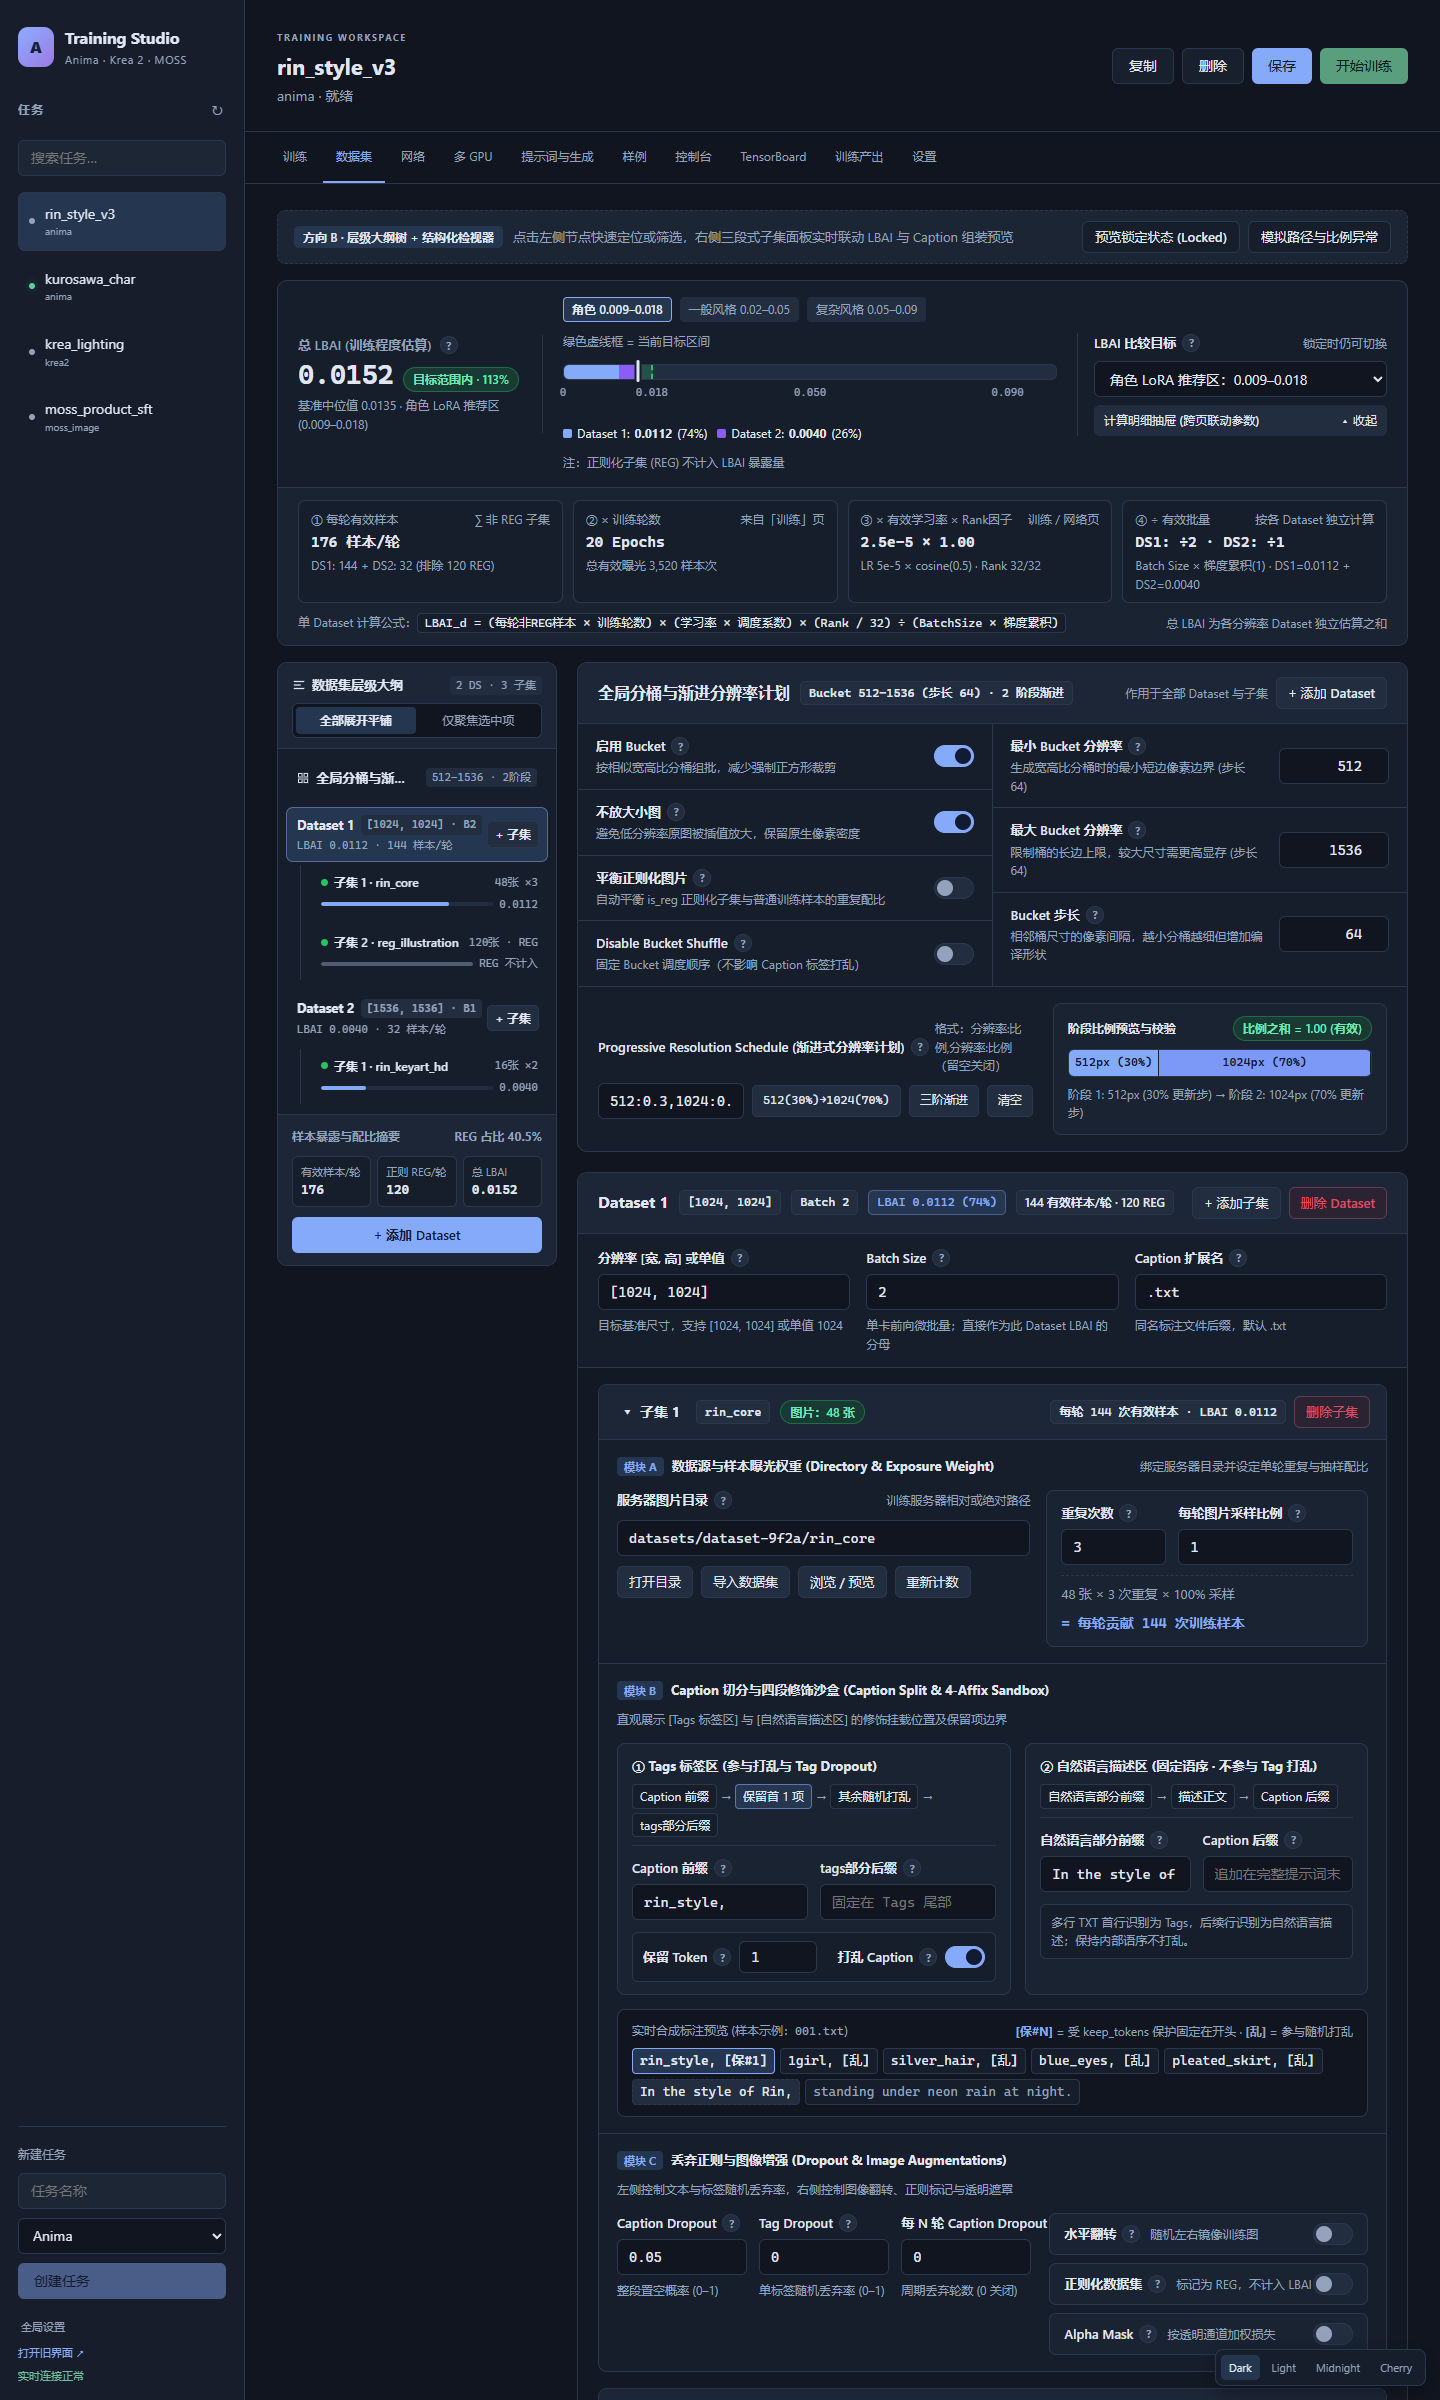 A
Training Studio
Anima · Krea 2 · MOSS
任务
↻
搜索任务...
rin_style_v3
anima
kurosawa_char
anima
krea_lighting
krea2
moss_product_sft
moss_image
新建任务
任务名称
Anima
创建任务
全局设置
打开旧界面 ↗
实时连接正常
TRAINING WORKSPACE
rin_style_v3
anima · 就绪
复制
删除
保存
开始训练
训练 数据集 网络 多 GPU 提示词与生成 样例 控制台 TensorBoard 训练产出 设置
方向 B · 层级大纲树 + 结构化检视器 点击左侧节点快速定位或筛选，右侧三段式子集面板实时联动 LBAI 与 Caption 组装预览
预览锁定状态 (Locked)
模拟路径与比例异常
总 LBAI (训练程度估算) ?
0.0152 目标范围内 · 113%
基准中位值 0.0135 · 角色 LoRA 推荐区
(0.009–0.018)
角色 0.009–0.018 一般风格 0.02–0.05 复杂风格 0.05–0.09
绿色虚线框 = 当前目标区间
0 0.018 0.050 0.090
Dataset 1: 0.0112 (74%) Dataset 2: 0.0040 (26%)
注：正则化子集 (REG) 不计入 LBAI 暴露量
LBAI 比较目标 ? 锁定时仍可切换
角色 LoRA 推荐区：0.009–0.018
计算明细抽屉 (跨页联动参数) ▴ 收起
① 每轮有效样本 ∑ 非 REG 子集
176 样本/轮
DS1: 144 + DS2: 32 (排除 120 REG)
② × 训练轮数 来自「训练」页
20 Epochs
总有效曝光 3,520 样本次
③ × 有效学习率 × Rank因子 训练 / 网络页
2.5e-5 × 1.00
LR 5e-5 × cosine(0.5) · Rank 32/32
④ ÷ 有效批量 按各 Dataset 独立计算
DS1: ÷2 · DS2: ÷1
Batch Size × 梯度累积(1) · DS1=0.0112 +
DS2=0.0040
单 Dataset 计算公式： LBAI_d = (每轮非REG样本 × 训练轮数) × (学习率 × 调度系数) × (Rank / 32) ÷ (BatchSize × 梯度累积)
总 LBAI 为各分辨率 Dataset 独立估算之和
数据集层级大纲 2 DS · 3 子集
全部展开平铺 仅聚焦选中项
全局分桶与渐... 512–1536 · 2阶段
Dataset 1 [1024, 1024] · B2
LBAI 0.0112 · 144 样本/轮
+ 子集
子集 1 · rin_core 48张 ×3
0.0112
子集 2 · reg_illustration 120张 · REG
REG 不计入
Dataset 2 [1536, 1536] · B1
LBAI 0.0040 · 32 样本/轮
+ 子集
子集 1 · rin_keyart_hd 16张 ×2
0.0040
样本暴露与配比摘要 REG 占比 40.5%
有效样本/轮
176
正则 REG/轮
120
总 LBAI
0.0152
+ 添加 Dataset
全局分桶与渐进分辨率计划 Bucket 512–1536 (步长 64) · 2 阶段渐进 作用于全部 Dataset 与子集 + 添加 Dataset
启用 Bucket ?
按相似宽高比分桶组批，减少强制正方形裁剪
不放大小图 ?
避免低分辨率原图被插值放大，保留原生像素密度
平衡正则化图片 ?
自动平衡 is_reg 正则化子集与普通训练样本的重复配比
Disable Bucket Shuffle ?
固定 Bucket 调度顺序（不影响 Caption 标签打乱）
最小 Bucket 分辨率 ?
生成宽高比分桶时的最小短边像素边界 (步长
64)
512
最大 Bucket 分辨率 ?
限制桶的长边上限，较大尺寸需更高显存 (步长
64)
1536
Bucket 步长 ?
相邻桶尺寸的像素间隔，越小分桶越细但增加编
译形状
64
Progressive Resolution Schedule (渐进式分辨率计划) ?
格式：分辨率:比
例,分辨率:比例
（留空关闭）
512:0.3,1024:0.
512(30%)→1024(70%)
三阶渐进
清空
阶段比例预览与校验 比例之和 = 1.00 (有效)
512px (30%) 1024px (70%)
阶段 1: 512px (30% 更新步) → 阶段 2: 1024px (70% 更新
步)
Dataset 1 [1024, 1024] Batch 2 LBAI 0.0112 (74%) 144 有效样本/轮 · 120 REG + 添加子集 删除 Dataset
分辨率 [宽, 高] 或单值 ?
[1024, 1024]
目标基准尺寸，支持 [1024, 1024] 或单值 1024
Batch Size ?
2
单卡前向微批量；直接作为此 Dataset LBAI 的
分母
Caption 扩展名 ?
.txt
同名标注文件后缀，默认 .txt
▾ 子集 1 rin_core 图片：48 张 每轮 144 次有效样本 · LBAI 0.0112 删除子集
模块 A 数据源与样本曝光权重 (Directory & Exposure Weight) 绑定服务器目录并设定单轮重复与抽样配比
服务器图片目录 ? 训练服务器相对或绝对路径
datasets/dataset-9f2a/rin_core
打开目录 导入数据集 浏览 / 预览 重新计数
重复次数 ?
3
每轮图片采样比例 ?
1
48 张 × 3 次重复 × 100% 采样
= 每轮贡献 144 次训练样本
模块 B Caption 切分与四段修饰沙盒 (Caption Split & 4-Affix Sandbox)
直观展示 [Tags 标签区] 与 [自然语言描述区] 的修饰挂载位置及保留项边界
① Tags 标签区 (参与打乱与 Tag Dropout)
Caption 前缀 → 保留首 1 项 → 其余随机打乱 →
tags部分后缀
Caption 前缀 ?
rin_style,
tags部分后缀 ?
固定在 Tags 尾部
保留 Token ? 1 打乱 Caption ?
② 自然语言描述区 (固定语序 · 不参与 Tag 打乱)
自然语言部分前缀 → 描述正文 → Caption 后缀
自然语言部分前缀 ?
In the style of
Caption 后缀 ?
追加在完整提示词末
多行 TXT 首行识别为 Tags，后续行识别为自然语言描
述；保持内部语序不打乱。
实时合成标注预览 (样本示例：001.txt) [保#N] = 受 keep_tokens 保护固定在开头 · [乱] = 参与随机打乱
rin_style, [保#1] 1girl, [乱] silver_hair, [乱] blue_eyes, [乱] pleated_skirt, [乱]
In the style of Rin, standing under neon rain at night.
模块 C 丢弃正则与图像增强 (Dropout & Image Augmentations)
左侧控制文本与标签随机丢弃率，右侧控制图像翻转、正则标记与透明遮罩
Caption Dropout ?
0.05
整段置空概率 (0–1)
Tag Dropout ?
0
单标签随机丢弃率 (0–1)
每 N 轮 Caption Dropout
0
周期丢弃轮数 (0 关闭)
水平翻转 ? 随机左右镜像训练图
正则化数据集 ? 标记为 REG，不计入 LBAI
Alpha Mask ? 按透明通道加权损失
Dark Light Midnight Cherry